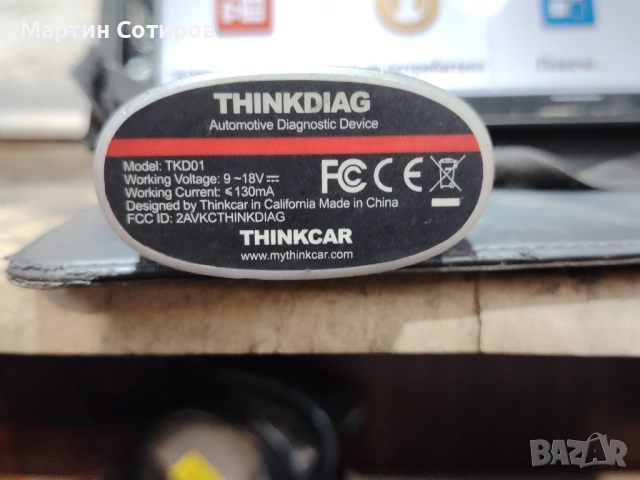 Мартин Сотиров
Повече...
THINKDIAG
Automotive Diagnostic Device
Model: TKD01
Working Voltage: 9 ~18V
Working Current: ≤130mA
Designed by Thinkcar in California Made in China
FCC ID: 2AVKCTHINKDIAG
FC CE
THINKCAR
www.mythinkcar.com
BAZAR